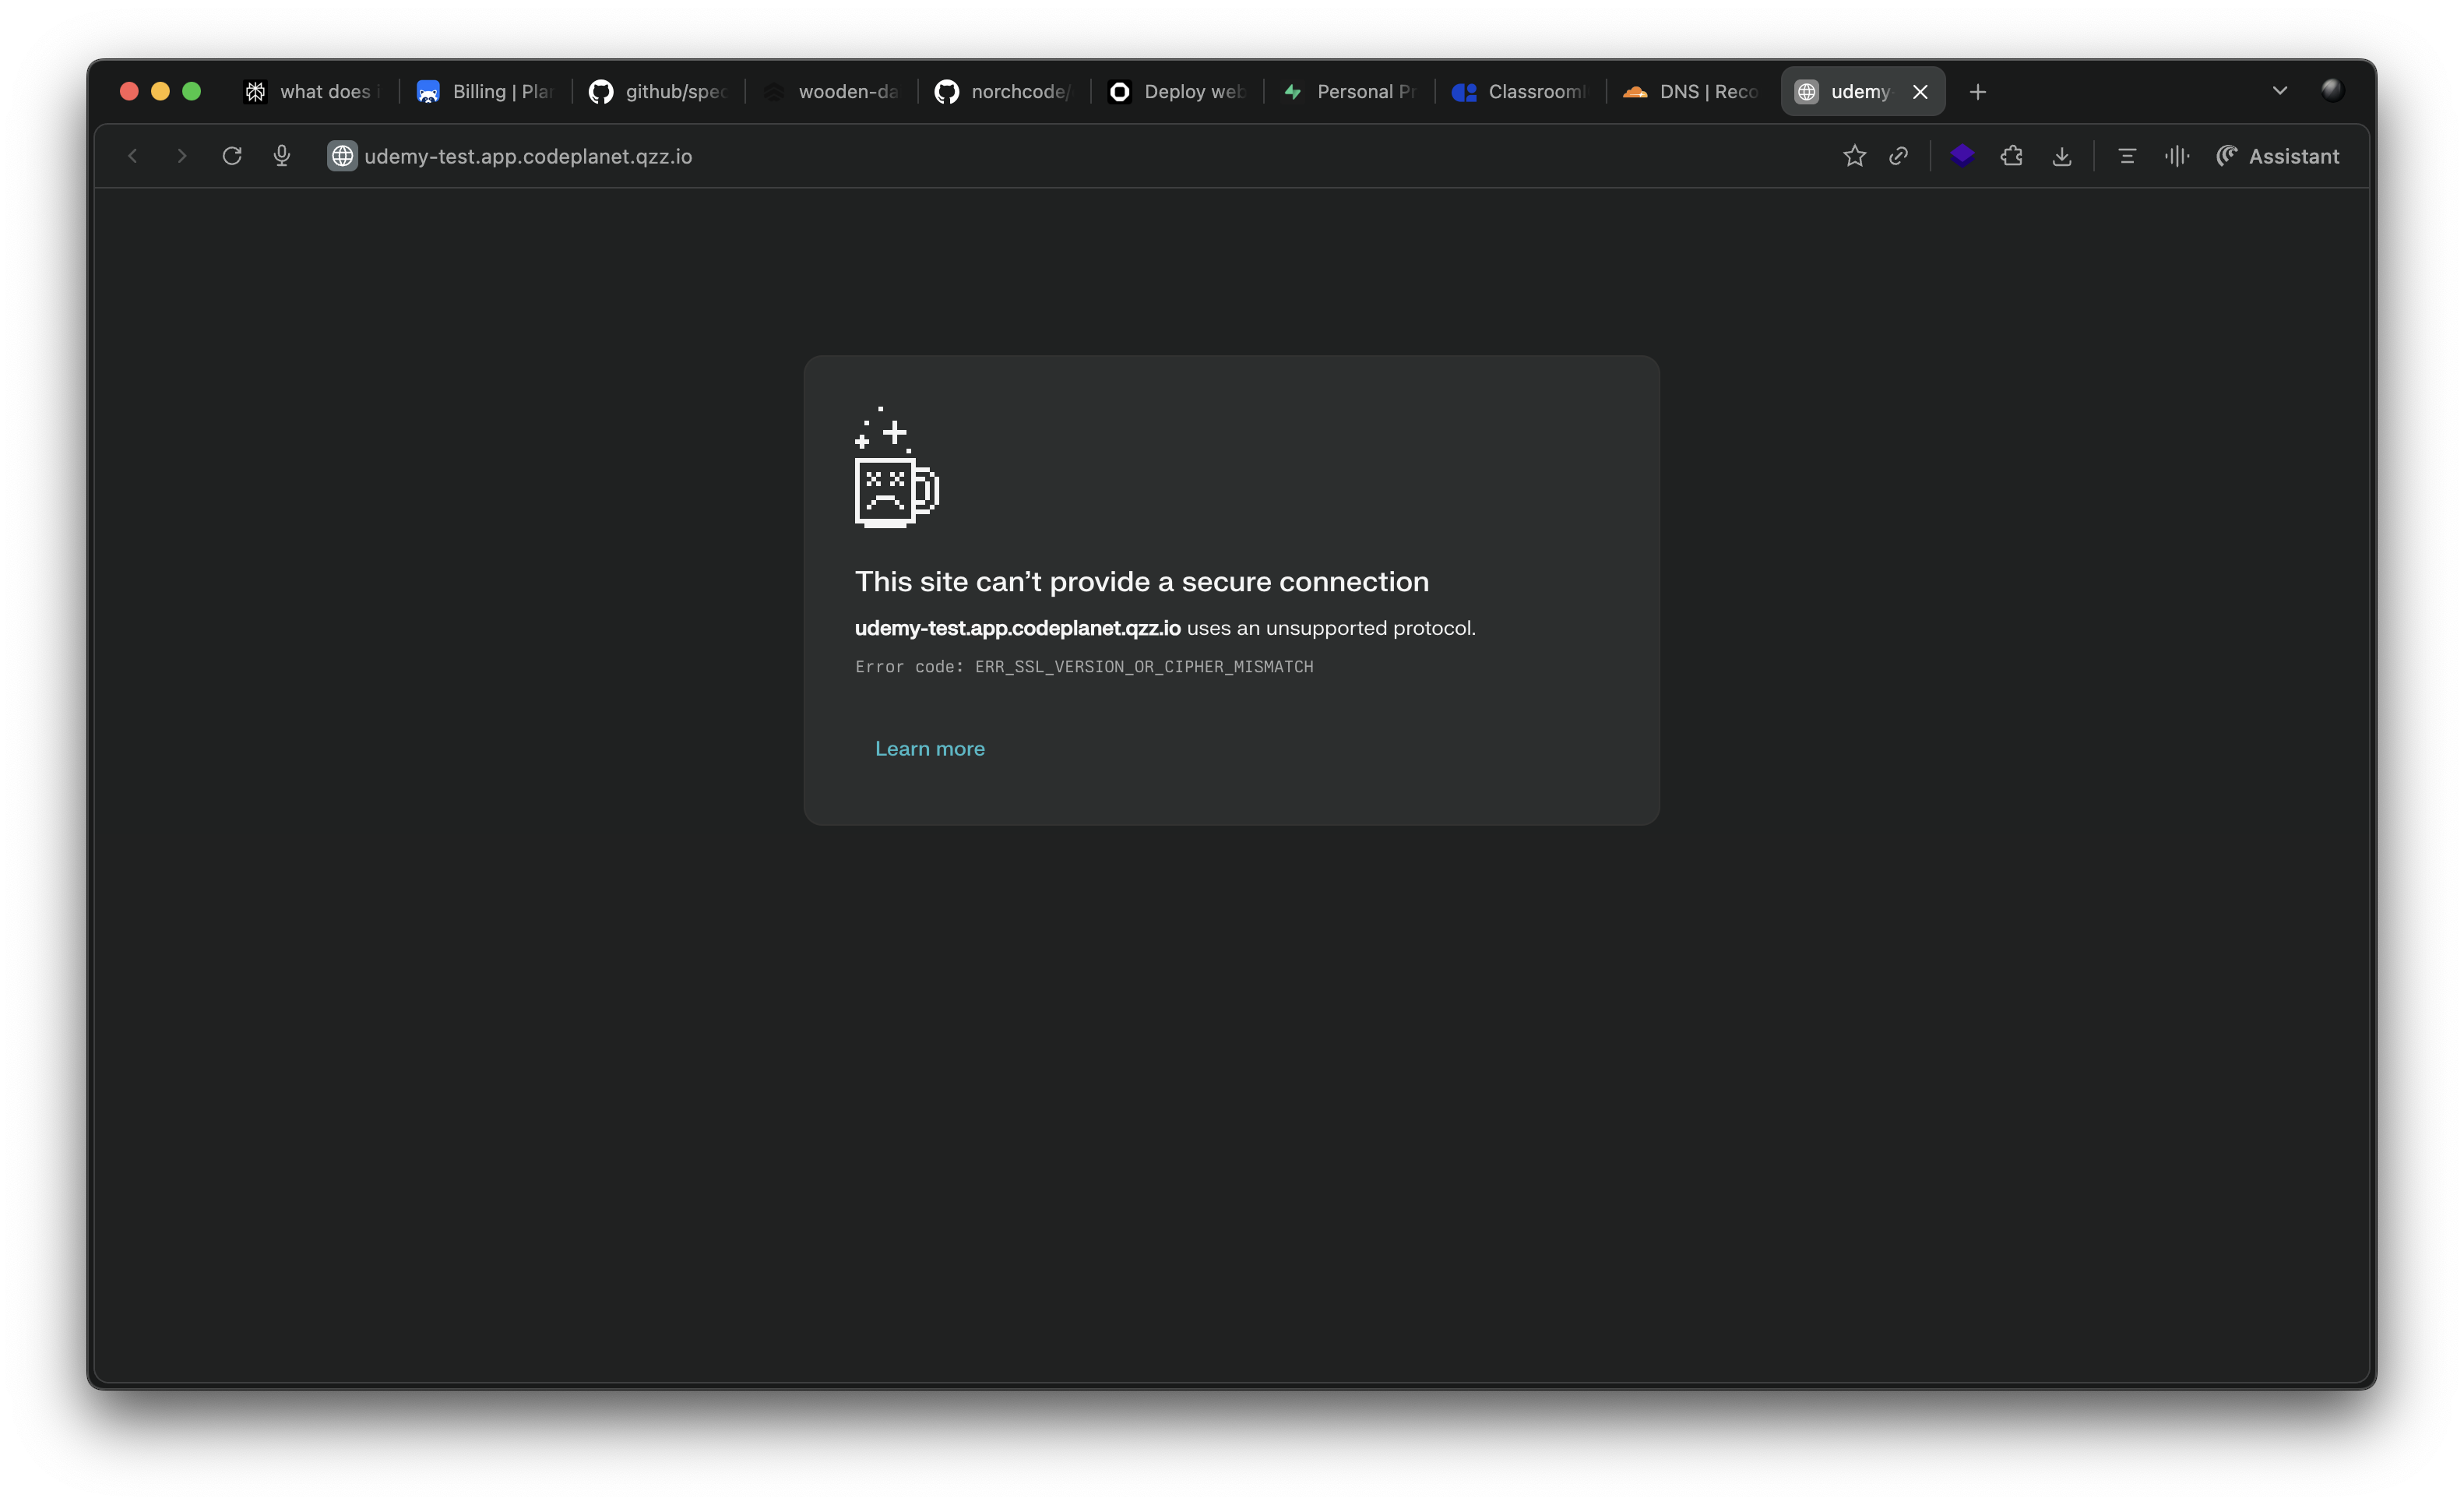 what does i
Billing | Plan
github/spec
wooden-da
norchcode/
Deploy web
Personal Pr
Classrooml
DNS | Reco
udemy-
udemy-test.app.codeplanet.qzz.io
Assistant
This site can’t provide a secure connection
udemy-test.app.codeplanet.qzz.io uses an unsupported protocol.
Error code: ERR_SSL_VERSION_OR_CIPHER_MISMATCH
Learn more